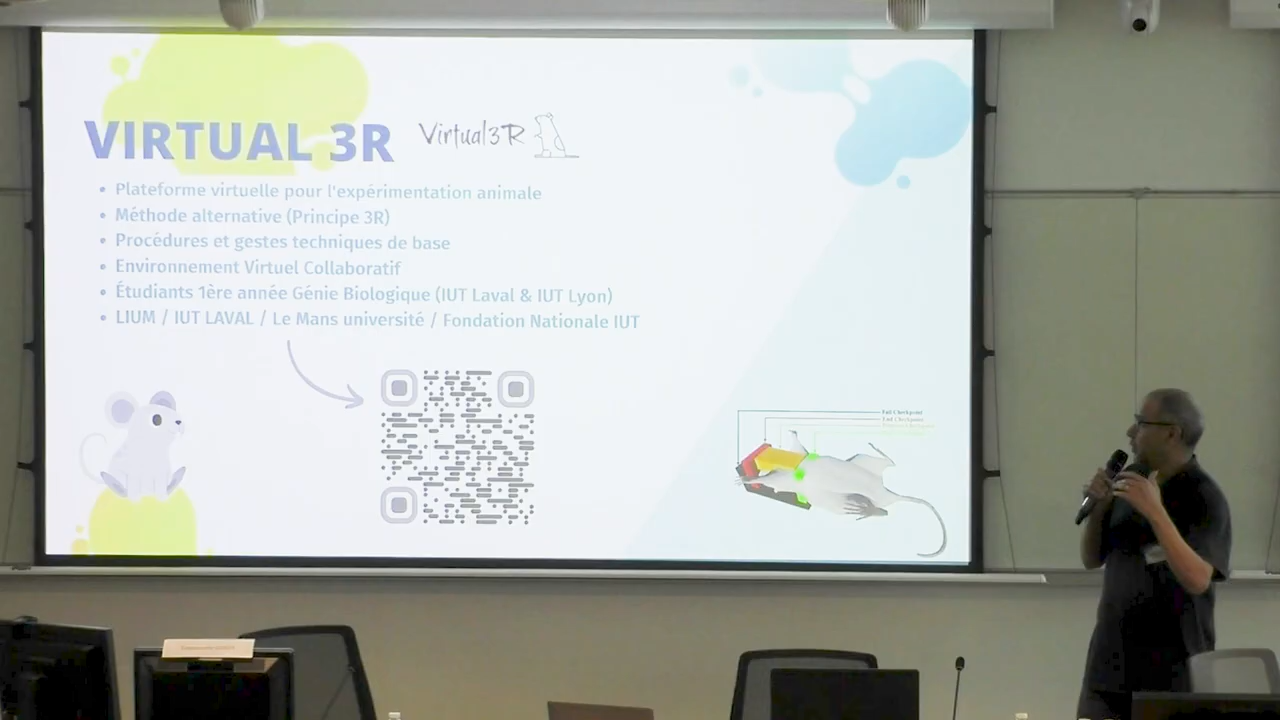 VIRTUAL 3R
Virtual3R
• Plateforme virtuelle pour l'expérimentation animale
• Méthode alternative (Principe 3R)
• Procédures et gestes techniques de base
• Environnement Virtuel Collaboratif
• Étudiants 1ère année Génie Biologique (IUT Laval & IUT Lyon)
• LIUM / IUT LAVAL / Le Mans université / Fondation Nationale IUT
End Checkpoint